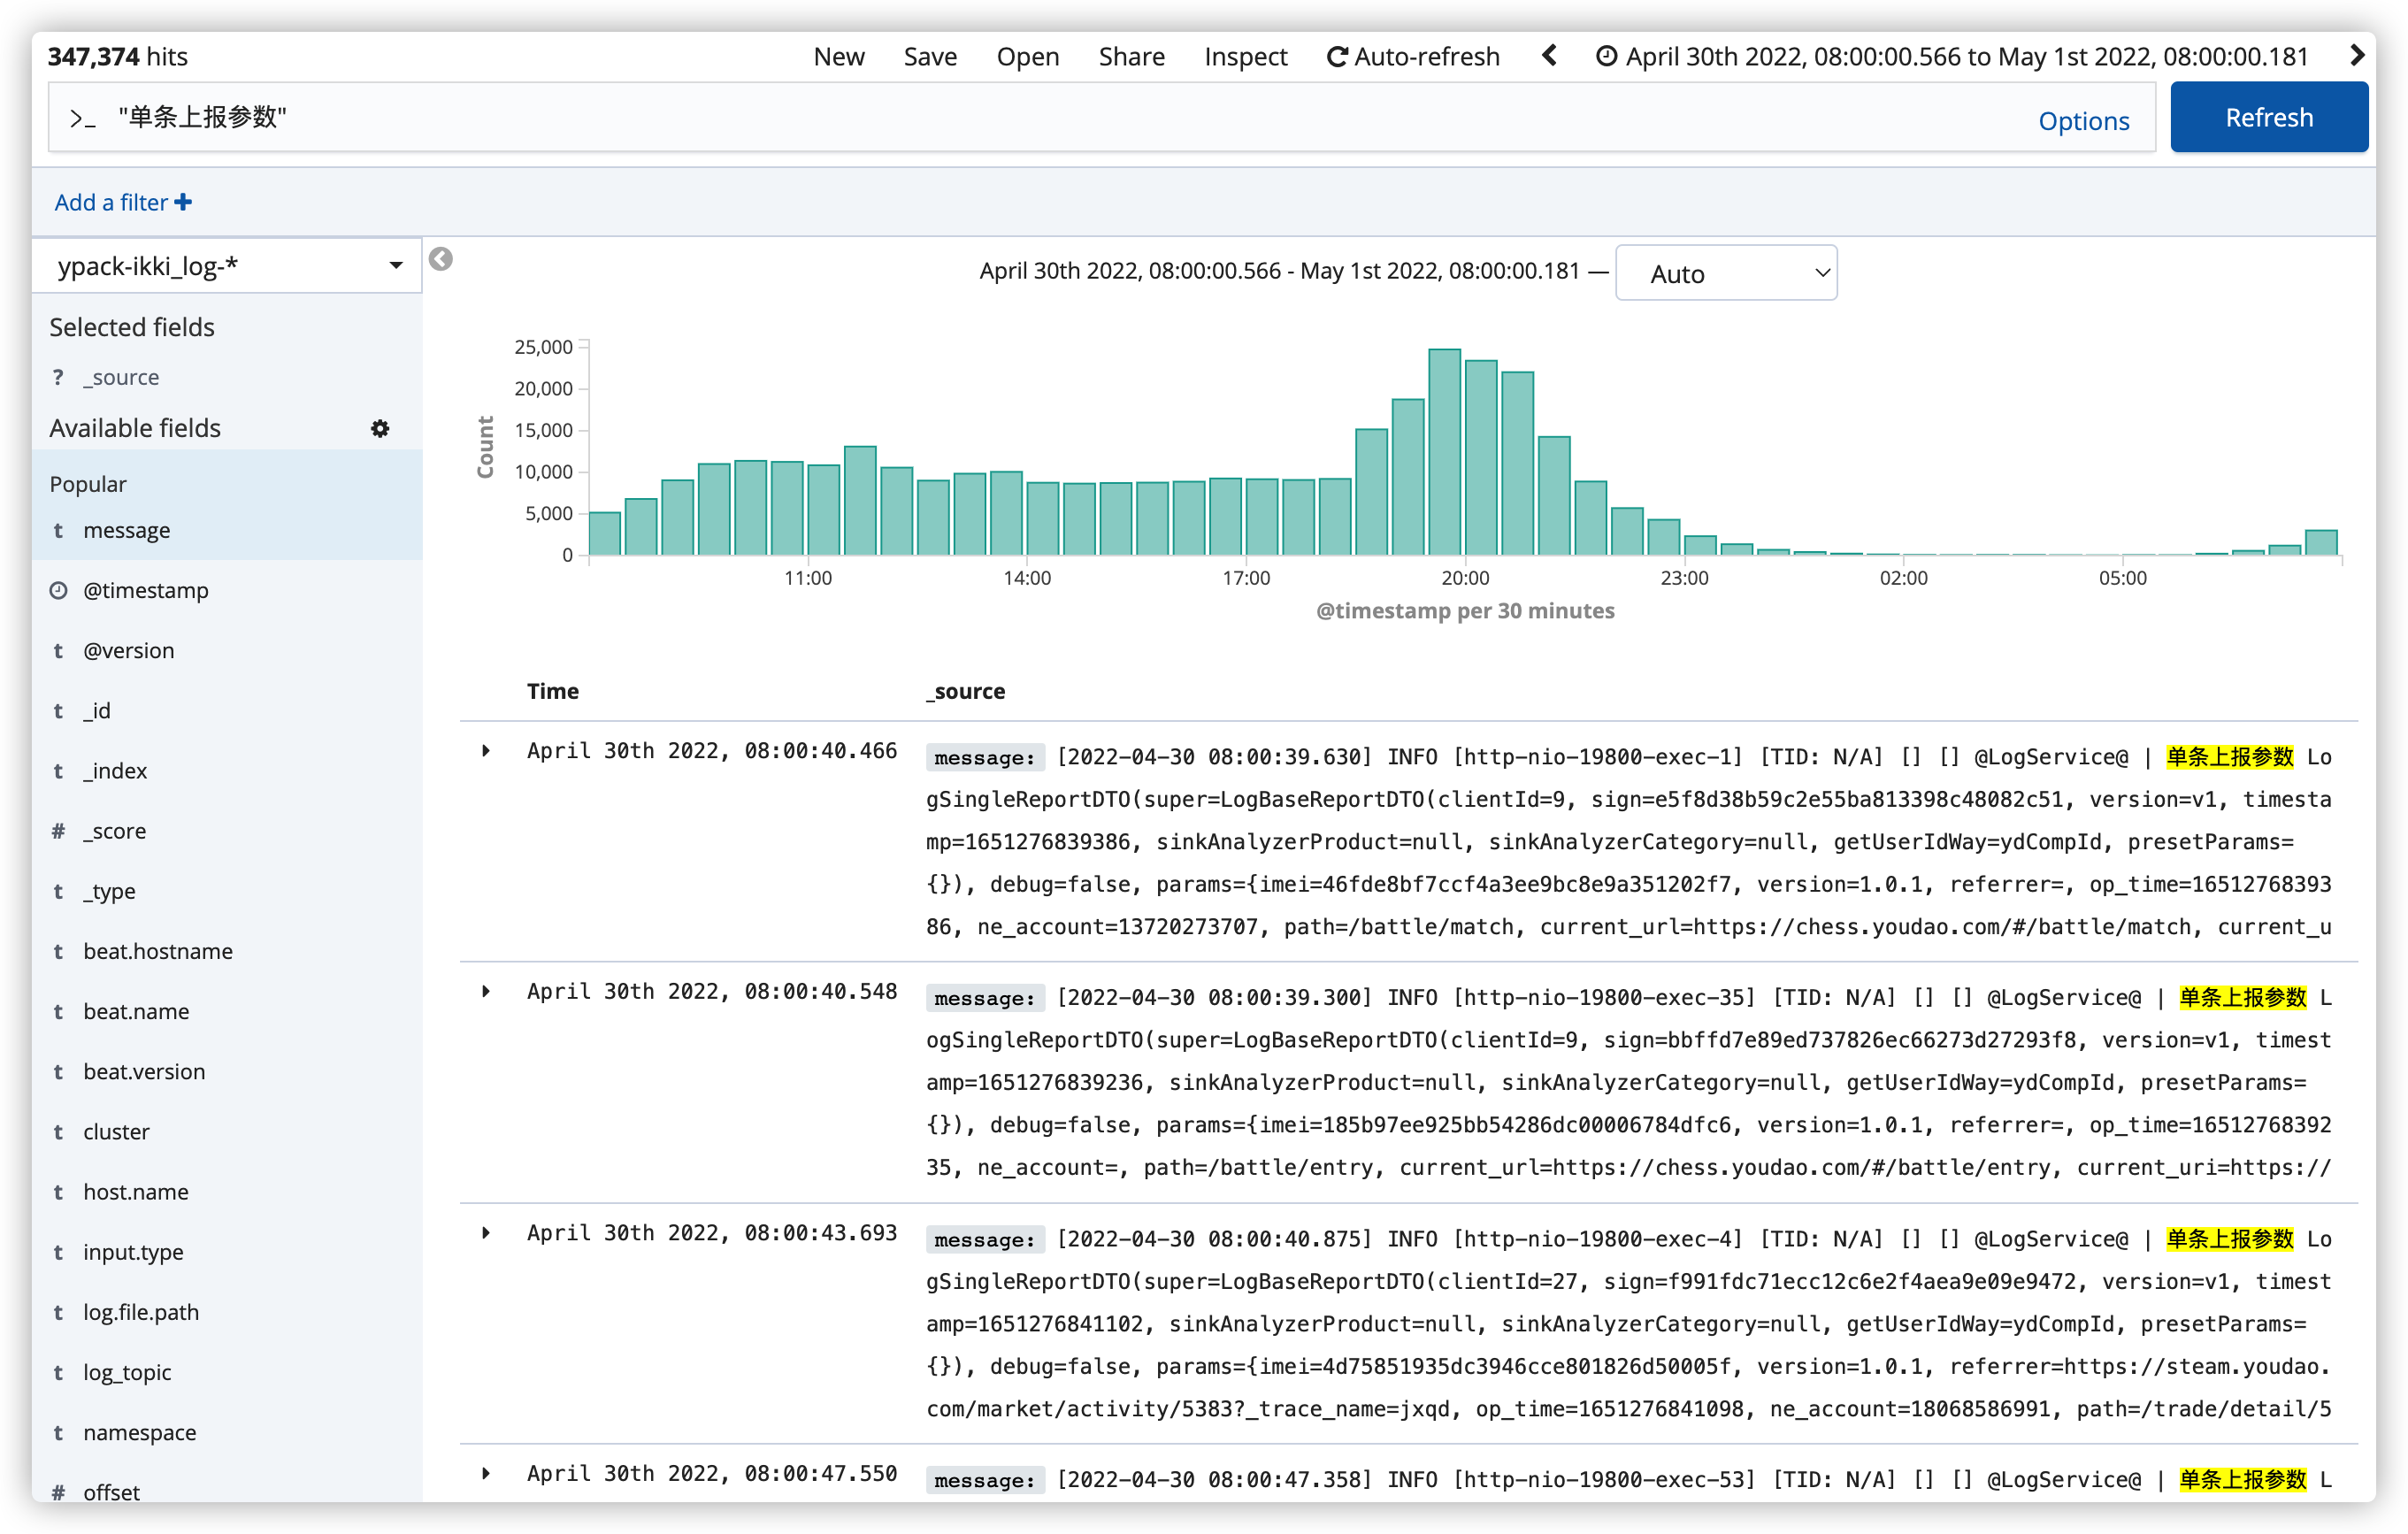 347,374 hits New Save Open Share Inspect Auto-refresh April 30th 2022, 08:00:00.566 to May 1st 2022, 08:00:00.181
>_ "单条上报参数" Options Refresh
Add a filter
ypack-ikki_log-*
Selected fields
? _source
Available fields
Popular
t message
@timestamp
t @version
t _id
t _index
# _score
t _type
t beat.hostname
t beat.name
t beat.version
t cluster
t host.name
t input.type
t log.file.path
t log_topic
t namespace
# offset
April 30th 2022, 08:00:00.566 - May 1st 2022, 08:00:00.181 — Auto
Count
25,000
20,000
15,000
10,000
5,000
0
11:00 14:00 17:00 20:00 23:00 02:00 05:00
@timestamp per 30 minutes
Time _source
April 30th 2022, 08:00:40.466 message: [2022-04-30 08:00:39.630] INFO [http-nio-19800-exec-1] [TID: N/A] [] [] @LogService@ | 单条上报参数 Lo
gSingleReportDTO(super=LogBaseReportDTO(clientId=9, sign=e5f8d38b59c2e55ba813398c48082c51, version=v1, timesta
mp=1651276839386, sinkAnalyzerProduct=null, sinkAnalyzerCategory=null, getUserIdWay=ydCompId, presetParams=
{}), debug=false, params={imei=46fde8bf7ccf4a3ee9bc8e9a351202f7, version=1.0.1, referrer=, op_time=16512768393
86, ne_account=13720273707, path=/battle/match, current_url=https://chess.youdao.com/#/battle/match, current_u
April 30th 2022, 08:00:40.548 message: [2022-04-30 08:00:39.300] INFO [http-nio-19800-exec-35] [TID: N/A] [] [] @LogService@ | 单条上报参数 L
ogSingleReportDTO(super=LogBaseReportDTO(clientId=9, sign=bbffd7e89ed737826ec66273d27293f8, version=v1, timest
amp=1651276839236, sinkAnalyzerProduct=null, sinkAnalyzerCategory=null, getUserIdWay=ydCompId, presetParams=
{}), debug=false, params={imei=185b97ee925bb54286dc00006784dfc6, version=1.0.1, referrer=, op_time=16512768392
35, ne_account=, path=/battle/entry, current_url=https://chess.youdao.com/#/battle/entry, current_uri=https://
April 30th 2022, 08:00:43.693 message: [2022-04-30 08:00:40.875] INFO [http-nio-19800-exec-4] [TID: N/A] [] [] @LogService@ | 单条上报参数 Lo
gSingleReportDTO(super=LogBaseReportDTO(clientId=27, sign=f991fdc71ecc12c6e2f4aea9e09e9472, version=v1, timest
amp=1651276841102, sinkAnalyzerProduct=null, sinkAnalyzerCategory=null, getUserIdWay=ydCompId, presetParams=
{}), debug=false, params={imei=4d75851935dc3946cce801826d50005f, version=1.0.1, referrer=https://steam.youdao.
com/market/activity/5383?_trace_name=jxqd, op_time=1651276841098, ne_account=18068586991, path=/trade/detail/5
April 30th 2022, 08:00:47.550 message: [2022-04-30 08:00:47.358] INFO [http-nio-19800-exec-53] [TID: N/A] [] [] @LogService@ | 单条上报参数 L